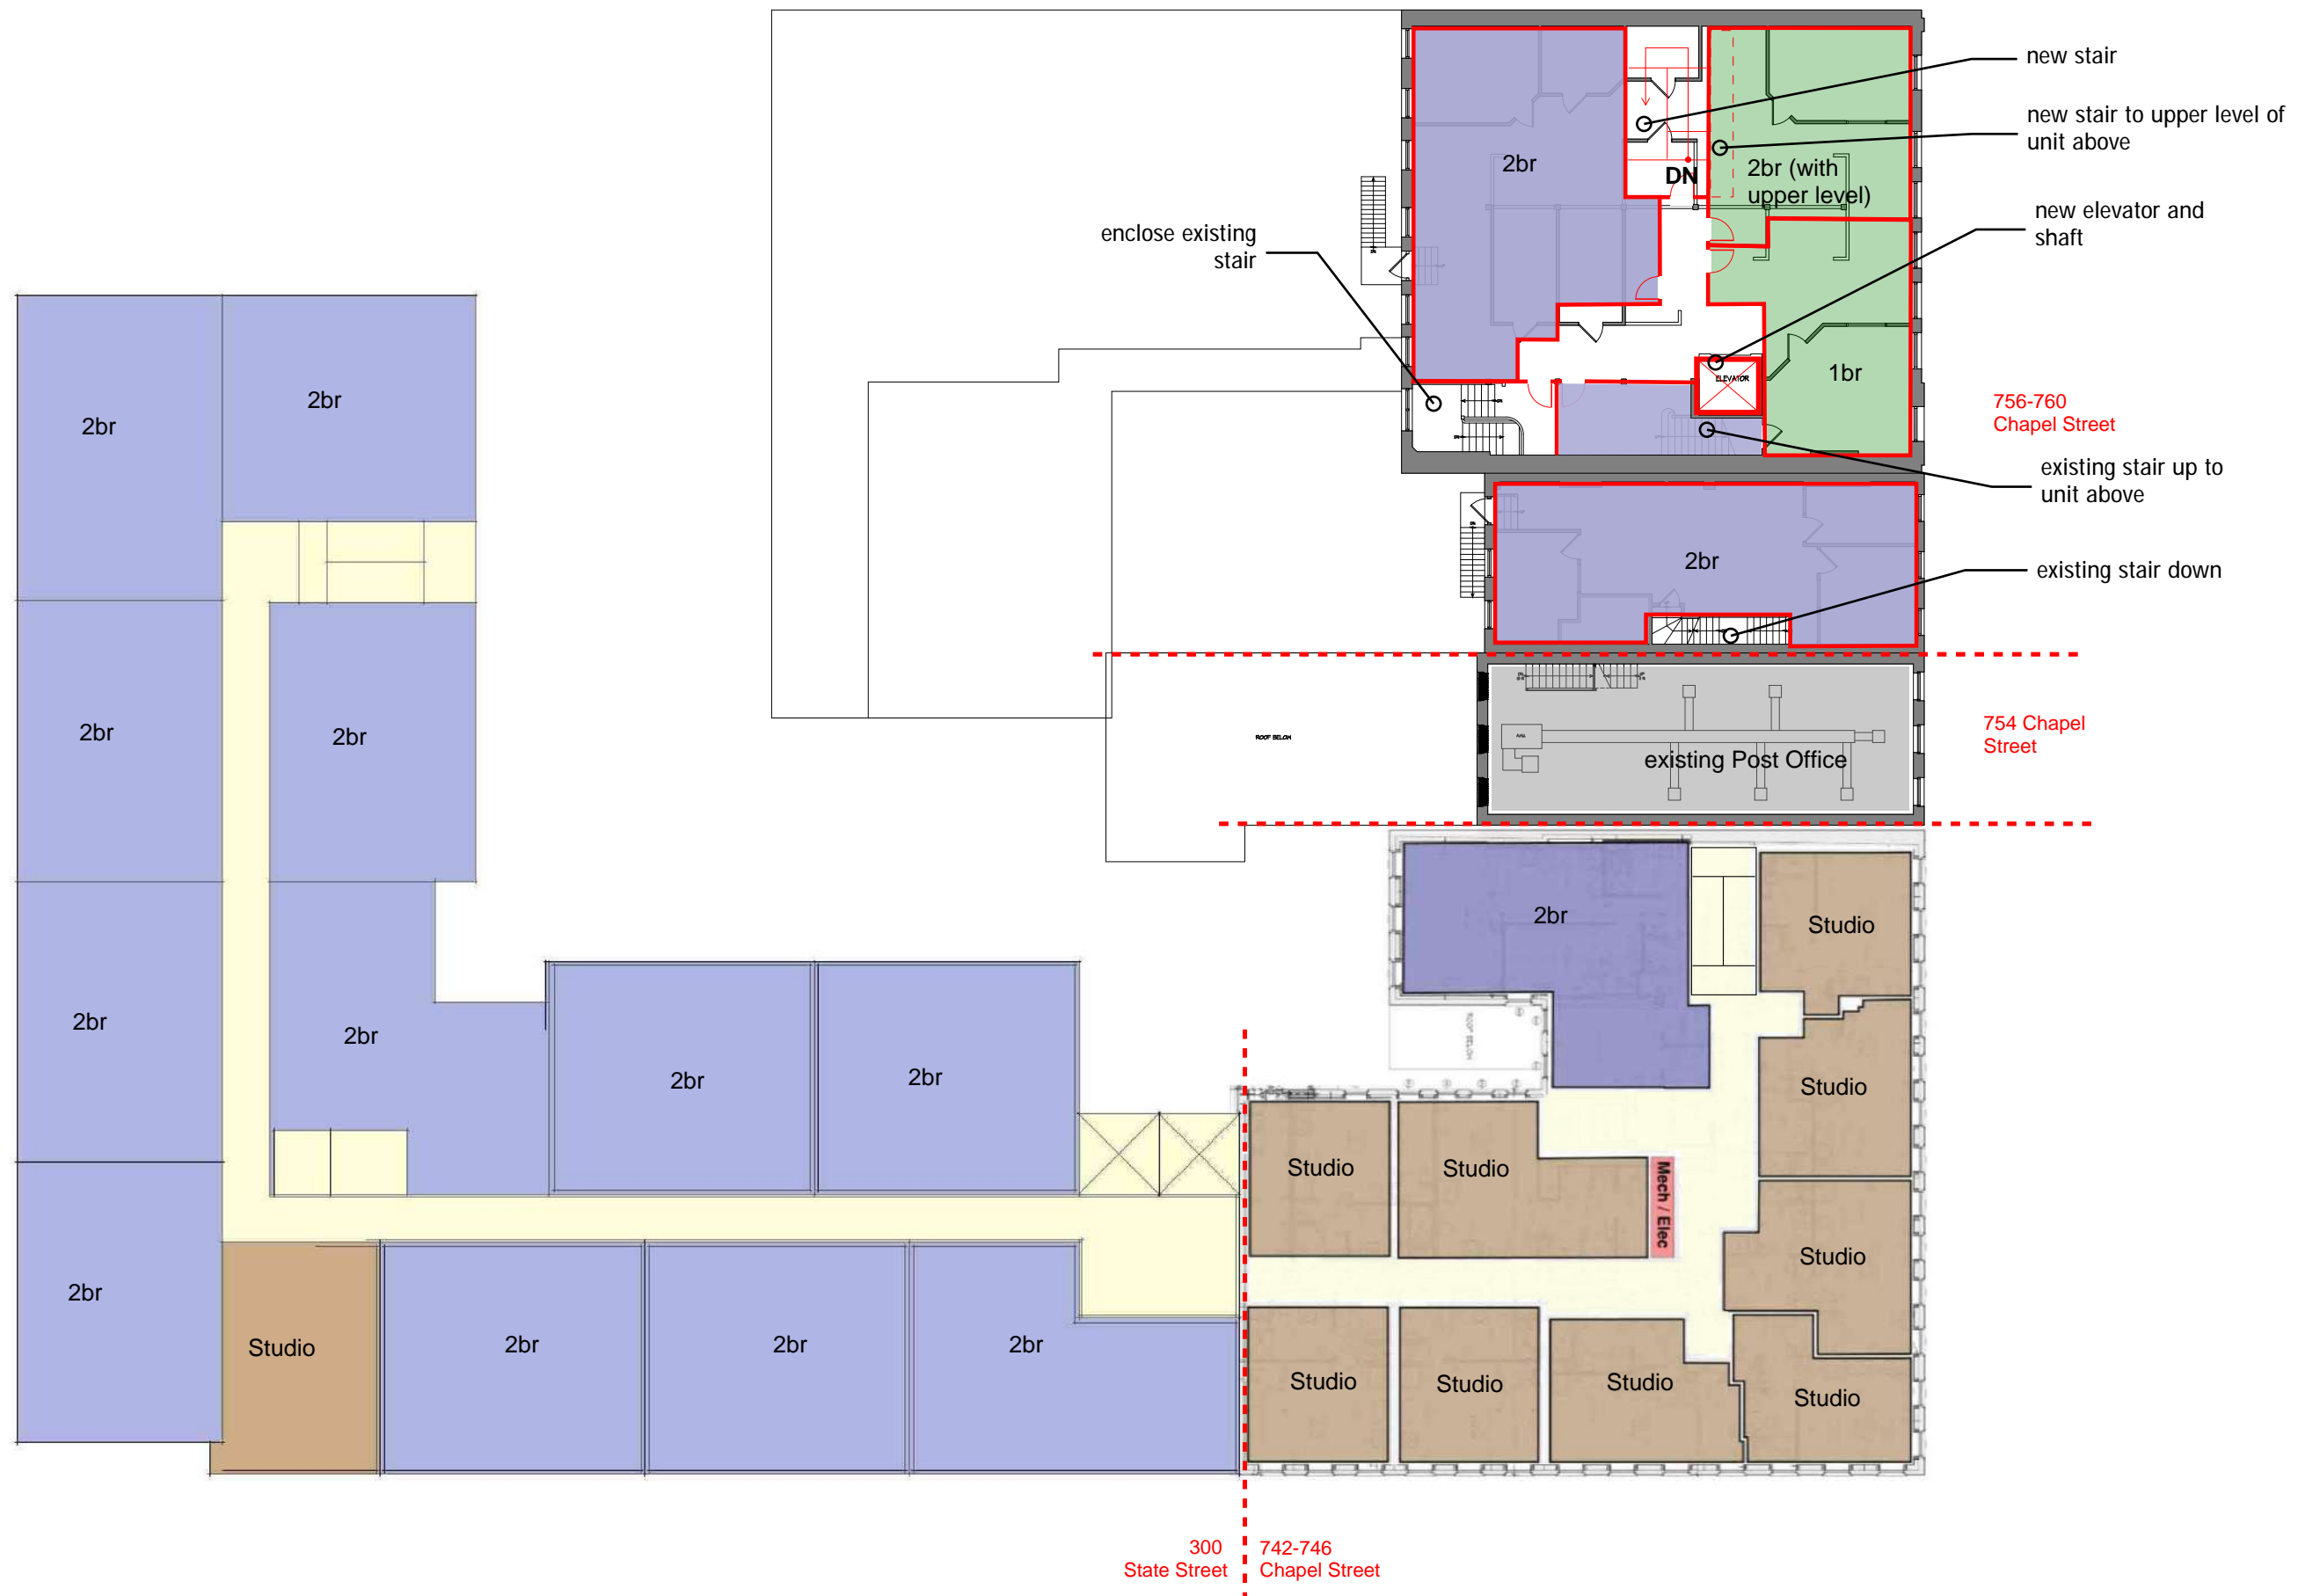 new stair
new stair to upper level of
unit above
2br
DN
2br (with
upper level)
new elevator and
shaft
enclose existing
stair
ELEVATOR
1br
756-760
Chapel Street
existing stair up to
unit above
2br
existing stair down
2br
2br
ROOF BELOW
754 Chapel
Street
existing Post Office
2br
2br
2br
Studio
2br
2br
2br
2br
ROOF BELOW
Studio
Studio
Studio
Mech / Elec
Studio
2br
Studio
2br
2br
2br
Studio
Studio
Studio
Studio
300
State Street
742-746
Chapel Street